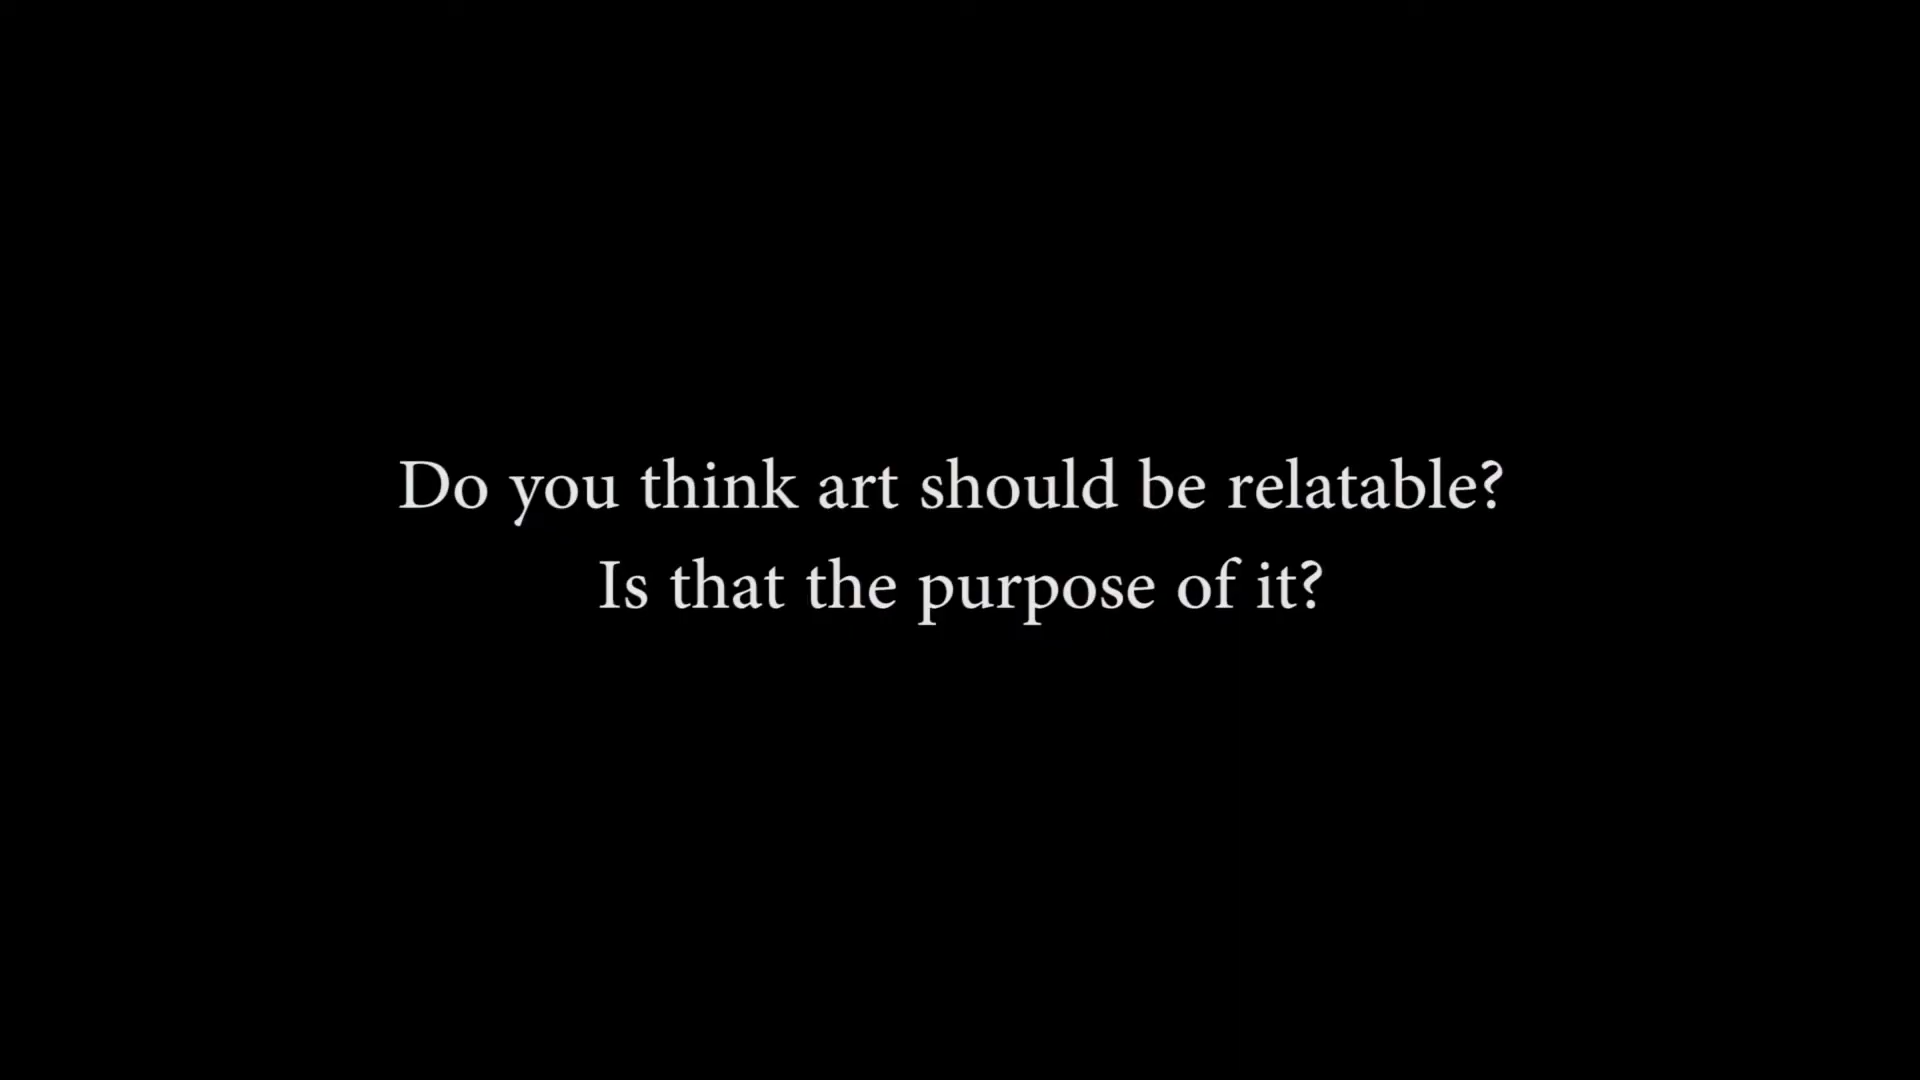 Do you think art should be relatable?
Is that the purpose of it?